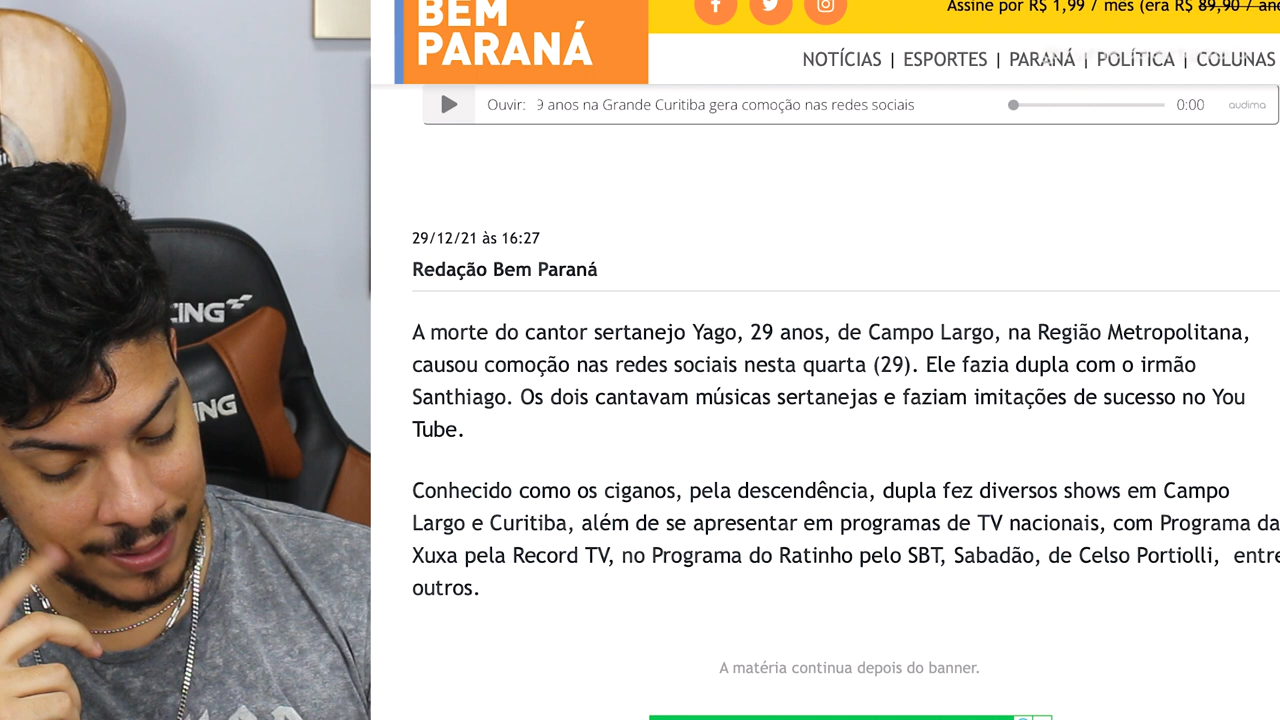 BEM
PARANÁ
Assine por R$ 1,99 / mês (era R$ 89,90 / ano
NOTÍCIAS | ESPORTES | PARANÁ | POLÍTICA | COLUNAS
Ouvir: 9 anos na Grande Curitiba gera comoção nas redes sociais 0:00 audima
29/12/21 às 16:27
Redação Bem Paraná
A morte do cantor sertanejo Yago, 29 anos, de Campo Largo, na Região Metropolitana,
causou comoção nas redes sociais nesta quarta (29). Ele fazia dupla com o irmão
Santhiago. Os dois cantavam músicas sertanejas e faziam imitações de sucesso no You
Tube.
Conhecido como os ciganos, pela descendência, dupla fez diversos shows em Campo
Largo e Curitiba, além de se apresentar em programas de TV nacionais, com Programa da
Xuxa pela Record TV, no Programa do Ratinho pelo SBT, Sabadão, de Celso Portiolli, entre
outros.
A matéria continua depois do banner.